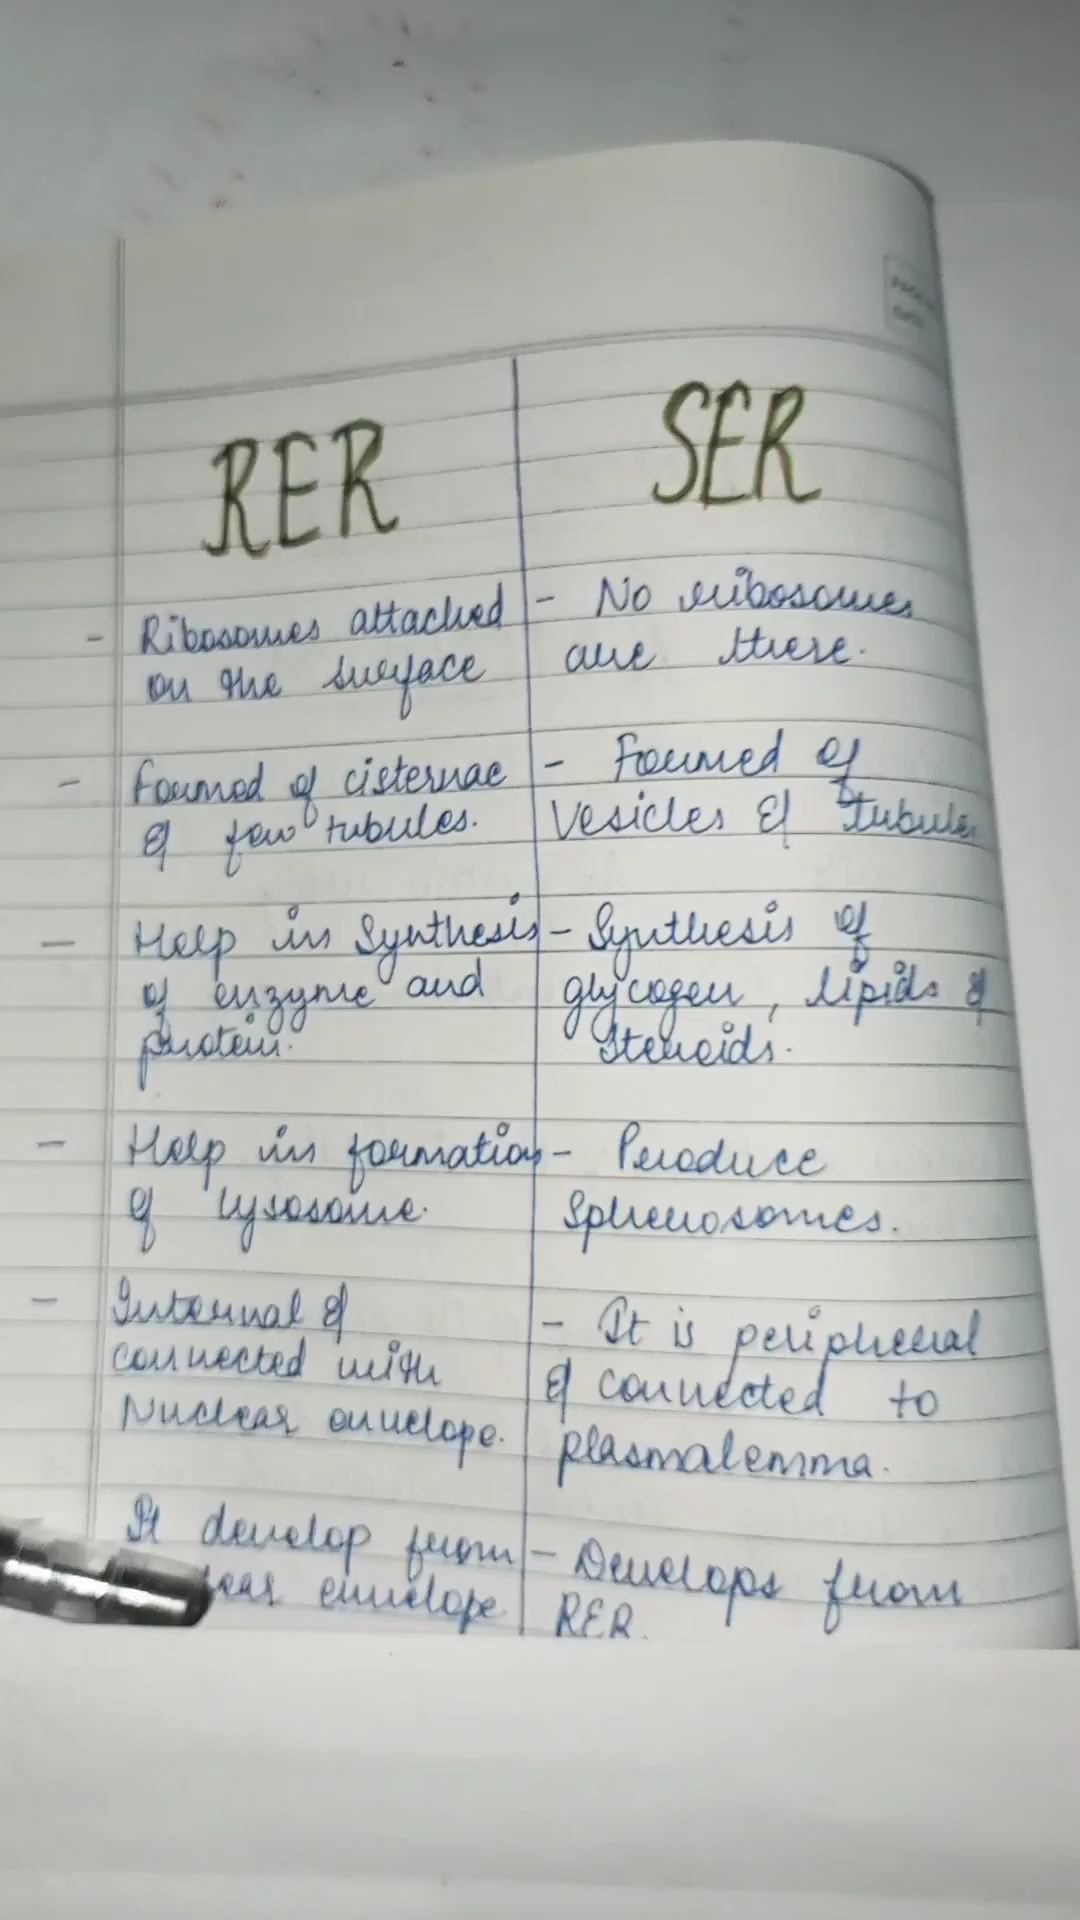 RER
SER
- Ribosomes attached
on the surface
- No ribosomes
are there.
- Formed of cisternae
& few tubules.
- Formed of
Vesicles & tubules
- Help in Synthesis
of enzyme and
protein.
- Synthesis of
glycogen, lipids &
Steroids.
- Help in formation
of lysosome.
- Produce
Spherosomes.
- Internal &
connected with
Nuclear envelope.
- It is peripheral
& connected to
plasmalemma.
It develop from
envelope
- Develops from
RER.